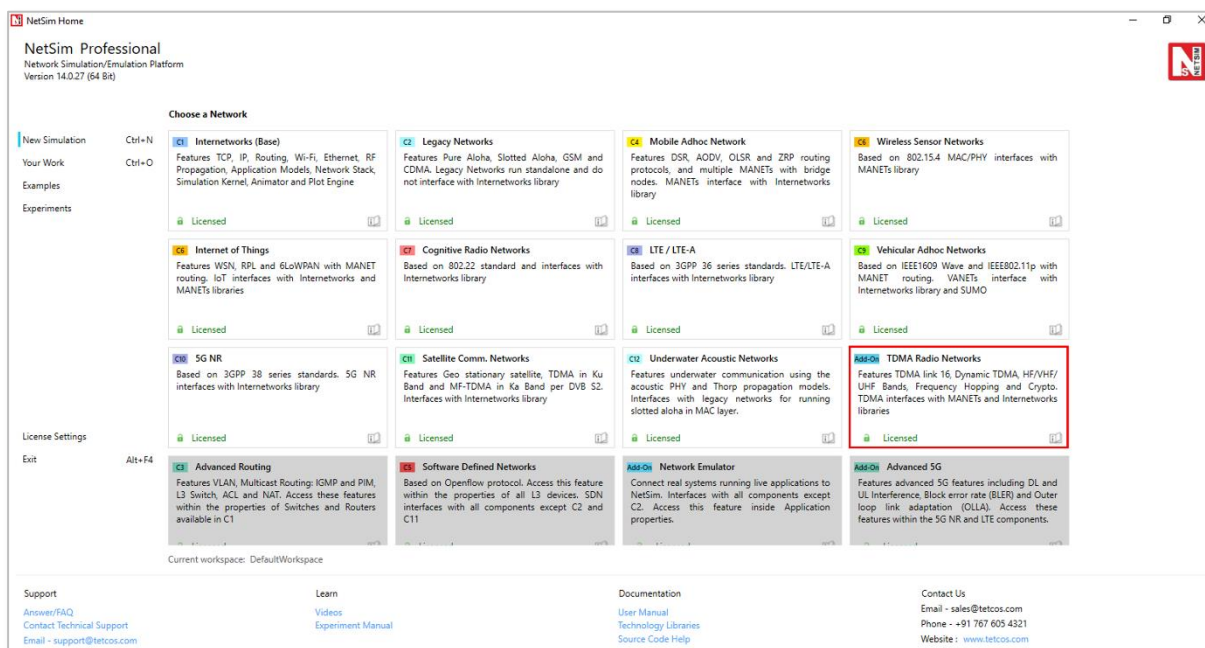 NetSim Home
NetSim Professional
Network Simulation/Emulation Platform
Version 14.0.27 (64 Bit)
NETSIM
Choose a Network
New Simulation Ctrl+N
Your Work Ctrl+O
Examples
Experiments
License Settings
Exit Alt+F4
C1 Internetworks (Base)
Features TCP, IP, Routing, Wi-Fi, Ethernet, RF
Propagation, Application Models, Network Stack,
Simulation Kernel, Animator and Plot Engine
Licensed
C2 Legacy Networks
Features Pure Aloha, Slotted Aloha, GSM and
CDMA. Legacy Networks run standalone and do
not interface with Internetworks library
Licensed
C4 Mobile Adhoc Network
Features DSR, AODV, OLSR and ZRP routing
protocols, and multiple MANETs with bridge
nodes. MANETs interface with Internetworks
library
Licensed
C6 Wireless Sensor Networks
Based on 802.15.4 MAC/PHY interfaces with
MANETs library
Licensed
C6 Internet of Things
Features WSN, RPL and 6LoWPAN with MANET
routing. IoT interfaces with Internetworks and
MANETs libraries
Licensed
C7 Cognitive Radio Networks
Based on 802.22 standard and interfaces with
Internetworks library
Licensed
C8 LTE / LTE-A
Based on 3GPP 36 series standards. LTE/LTE-A
interfaces with Internetworks library
Licensed
C9 Vehicular Adhoc Networks
Based on IEEE1609 Wave and IEEE802.11p with
MANET routing. VANETs interface with
Internetworks library and SUMO
Licensed
C10 5G NR
Based on 3GPP 38 series standards. 5G NR
interfaces with Internetworks library
Licensed
C11 Satellite Comm. Networks
Features Geo stationary satellite, TDMA in Ku
Band and MF-TDMA in Ka Band per DVB S2.
Interfaces with Internetworks library
Licensed
C12 Underwater Acoustic Networks
Features underwater communication using the
acoustic PHY and Thorp propagation models.
Interfaces with legacy networks for running
slotted aloha in MAC layer.
Licensed
Add-On TDMA Radio Networks
Features TDMA link 16, Dynamic TDMA, HF/VHF/
UHF Bands, Frequency Hopping and Crypto.
TDMA interfaces with MANETs and Internetworks
libraries
Licensed
C3 Advanced Routing
Features VLAN, Multicast Routing: IGMP and PIM,
L3 Switch, ACL and NAT. Access these features
within the properties of Switches and Routers
available in C1
C5 Software Defined Networks
Based on Openflow protocol. Access this feature
within the properties of all L3 devices. SDN
interfaces with all components except C2 and
C11
Add-On Network Emulator
Connect real systems running live applications to
NetSim. Interfaces with all components except
C2. Access this feature inside Application
properties.
Add-On Advanced 5G
Features advanced 5G features including DL and
UL Interference, Block error rate (BLER) and Outer
loop link adaptation (OLLA). Access these
features within the 5G NR and LTE components.
Current workspace: DefaultWorkspace
Support
Answer/FAQ
Contact Technical Support
Email - support@tetcos.com
Learn
Videos
Experiment Manual
Documentation
User Manual
Technology Libraries
Source Code Help
Contact Us
Email - sales@tetcos.com
Phone - +91 767 605 4321
Website : www.tetcos.com